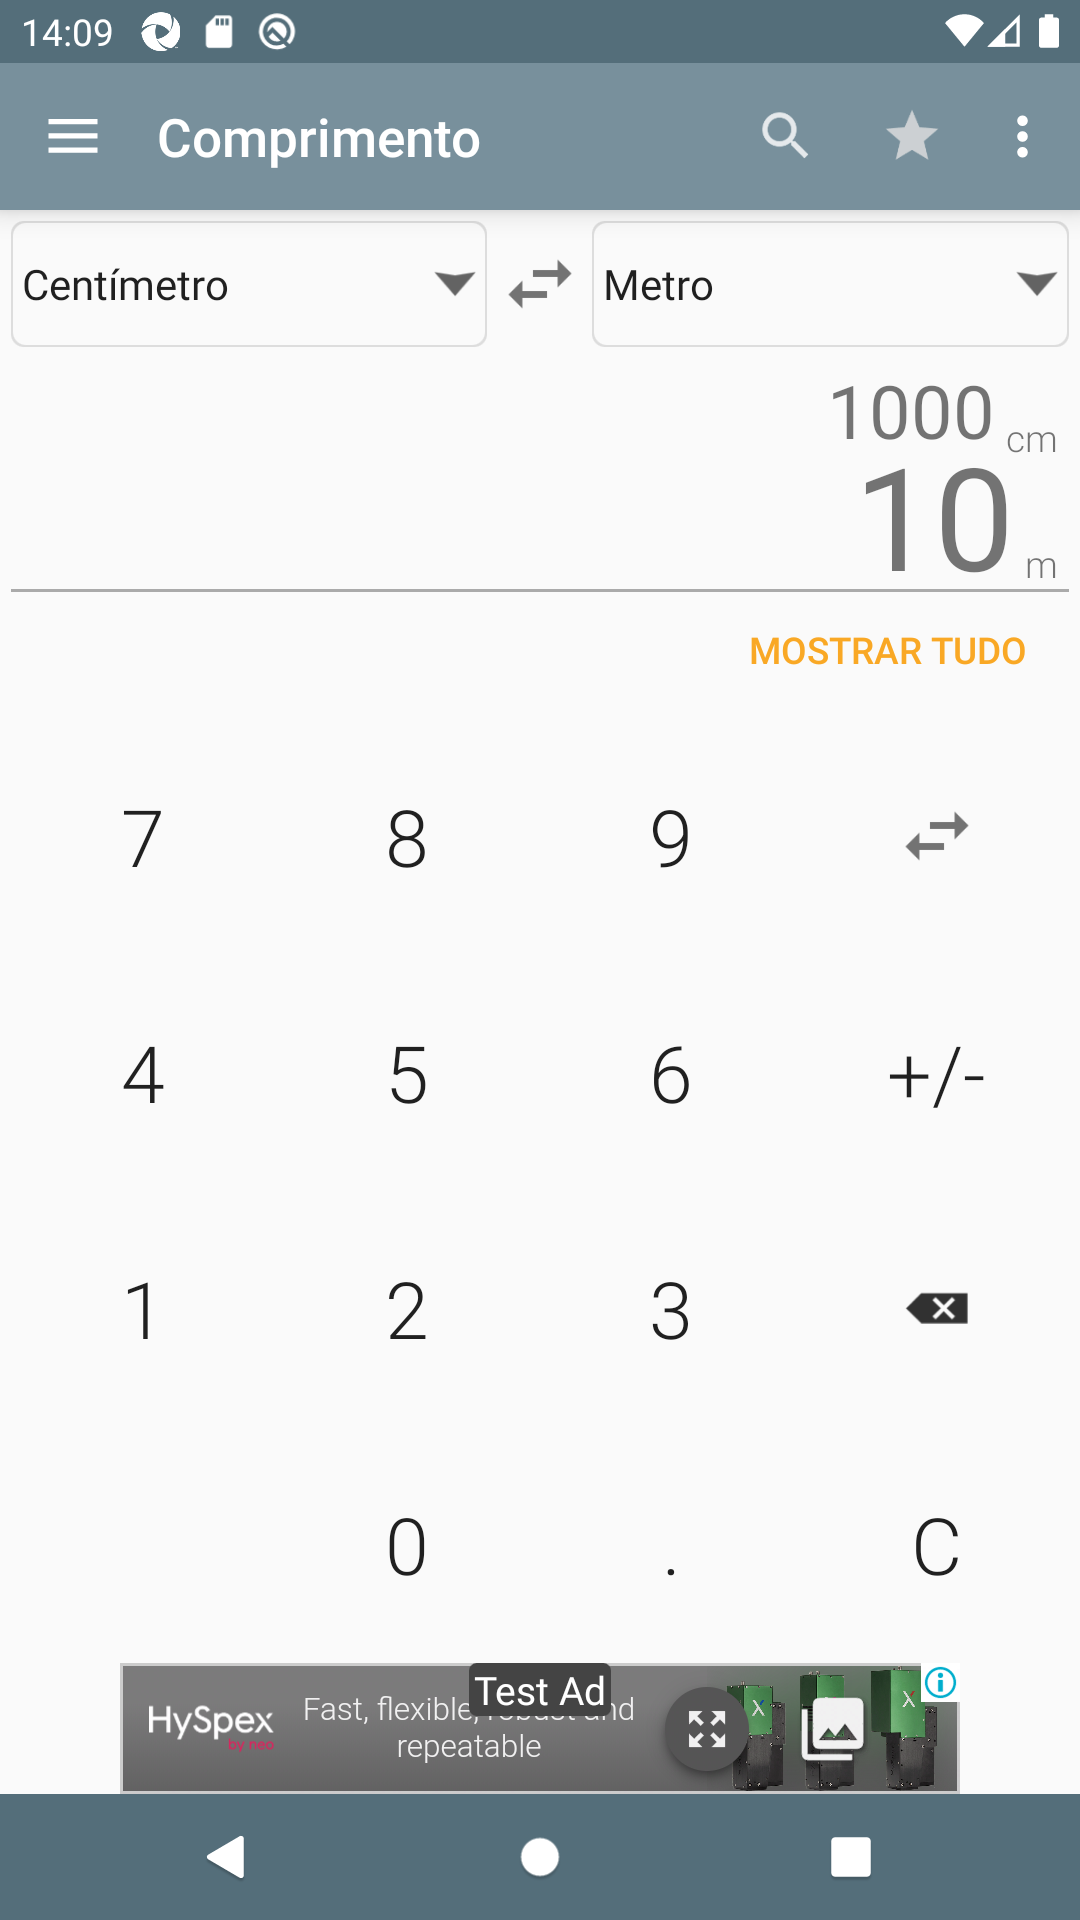 14:09
Comprimento
Centímetro
Metro
1000 cm
10 m
MOSTRAR TUDO
7 8 9
4 5 6 +/-
1 2 3
0 . C
Test Ad
HySpex
by neo
Fast, flexible, robust and
repeatable